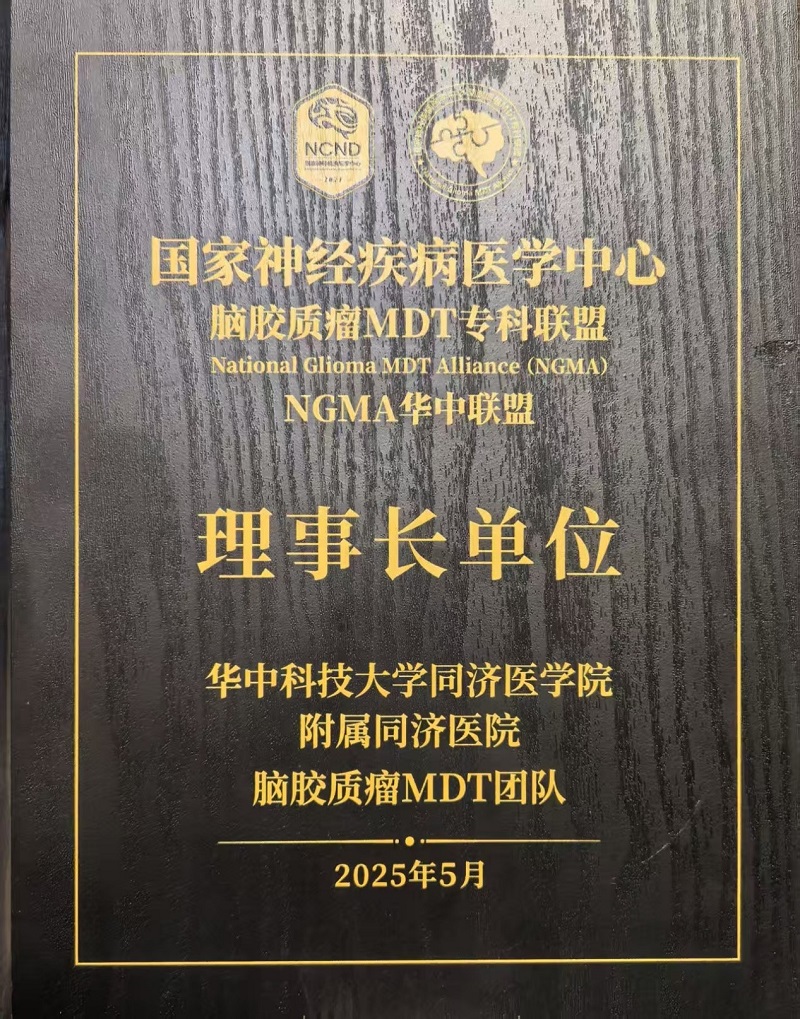 NCND
国家神经疾病医学中心
脑胶质瘤MDT专科联盟
National Glioma MDT Alliance (NGMA)
NGMA华中联盟
理事长单位
华中科技大学同济医学院
附属同济医院
脑胶质瘤MDT团队
2025年5月